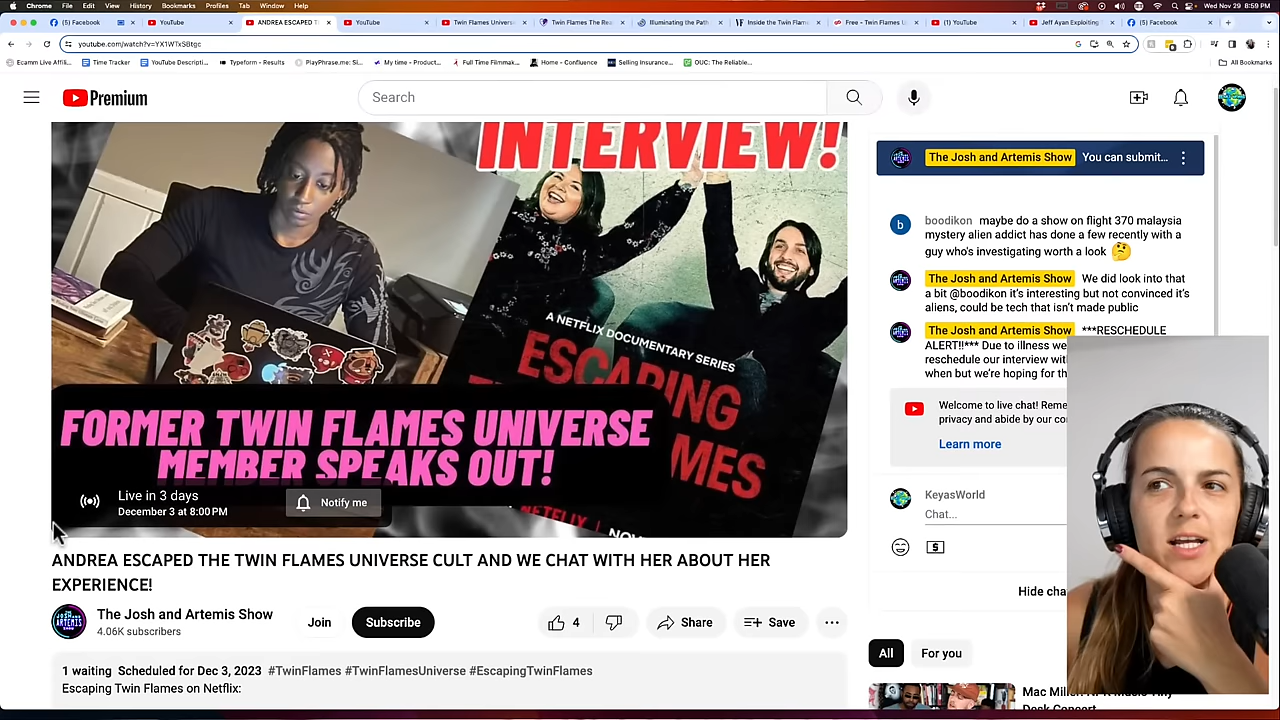 Chrome File Edit View History Bookmarks Profiles Tab Window Help
Wed Nov 29 8:59 PM
(5) Facebook
YouTube
ANDREA ESCAPED T
YouTube
Twin Flames Univers
Twin Flames The Rea
Illuminating the Path
Inside the Twin Flam
Free - Twin Flames U
(1) YouTube
Jeff Ayan Exploiting
(5) Facebook
youtube.com/watch?v=YX1WTxSBtgc
Ecamm Live Affili...
Time Tracker
YouTube Descripti...
Typeform - Results
PlayPhrase.me: Si...
My time - Product...
Full Time Filmmak...
Home - Confluence
Selling Insurance...
OUC: The Reliable...
All Bookmarks
Premium
Search
INTERVIEW!
A NETFLIX DOCUMENTARY SERIES
ESCAPING
MES
NETFLIX | NOV
FORMER TWIN FLAMES UNIVERSE
MEMBER SPEAKS OUT!
Live in 3 days
December 3 at 8:00 PM
Notify me
ANDREA ESCAPED THE TWIN FLAMES UNIVERSE CULT AND WE CHAT WITH HER ABOUT HER
EXPERIENCE!
The Josh and Artemis Show
4.06K subscribers
Join
Subscribe
4
Share
Save
1 waiting Scheduled for Dec 3, 2023 #TwinFlames #TwinFlamesUniverse #EscapingTwinFlames
Escaping Twin Flames on Netflix:
The Josh and Artemis Show You can submit...
b
boodikon maybe do a show on flight 370 malaysia
mystery alien addict has done a few recently with a
guy who's investigating worth a look
The Josh and Artemis Show We did look into that
a bit @boodikon it's interesting but not convinced it's
aliens, could be tech that isn't made public
The Josh and Artemis Show ***RESCHEDULE
ALERT!!*** Due to illness we
reschedule our interview wit
when but we're hoping for th
Welcome to live chat! Reme
privacy and abide by our co
Learn more
KeyasWorld
Chat...
Hide cha
All
For you
Desk Concert